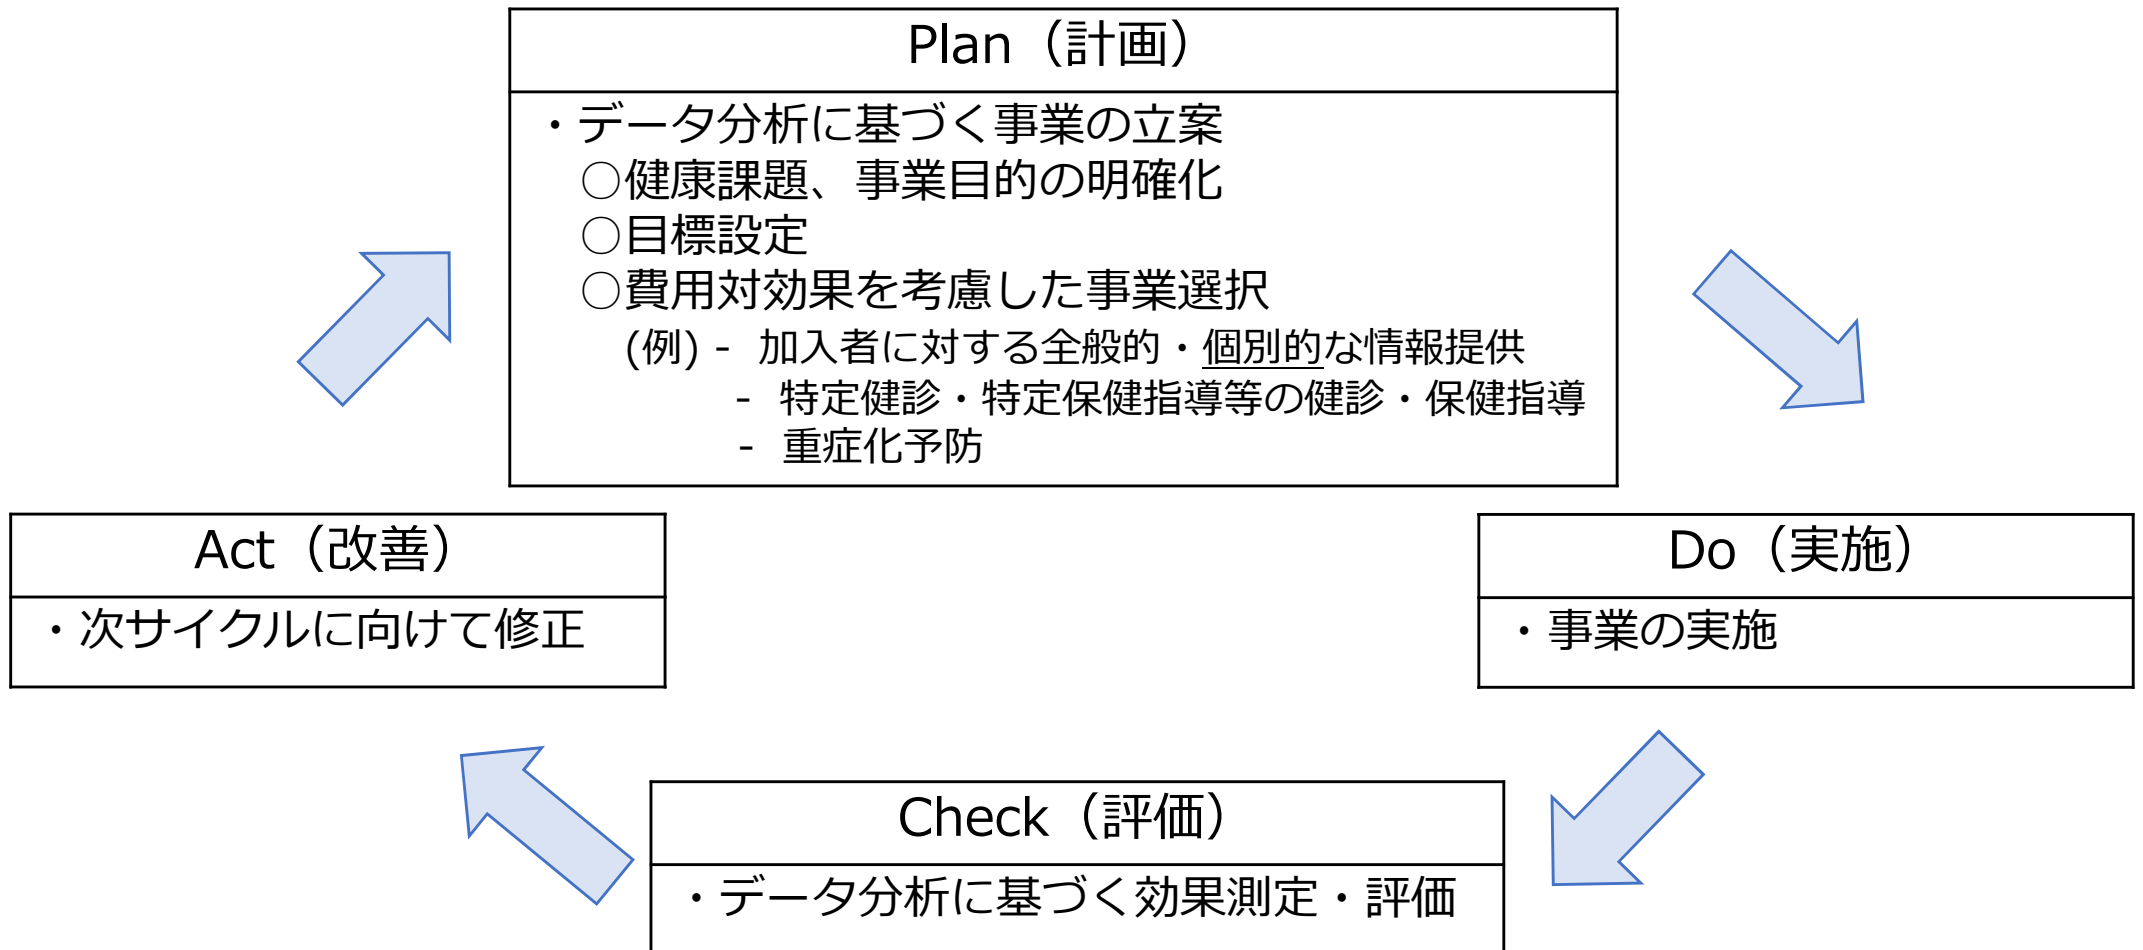 Plan（計画）
・データ分析に基づく事業の立案
○健康課題、事業目的の明確化
○目標設定
○費用対効果を考慮した事業選択
(例) - 加入者に対する全般的・個別的な情報提供
- 特定健診・特定保健指導等の健診・保健指導
- 重症化予防
Act（改善）
・次サイクルに向けて修正
Do（実施）
・事業の実施
Check（評価）
・データ分析に基づく効果測定・評価